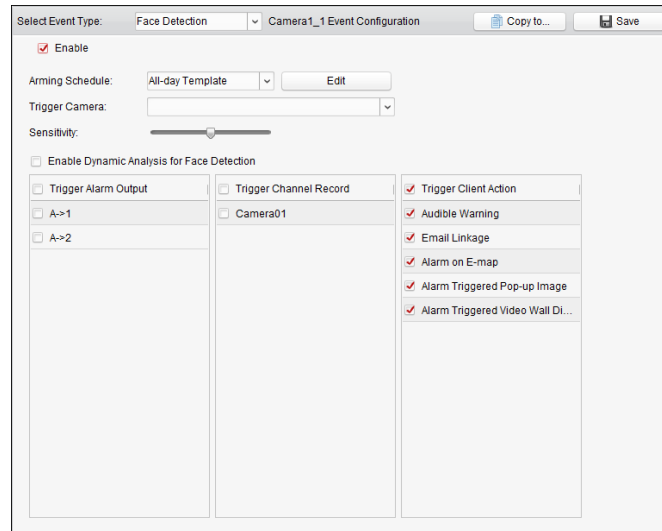 Select Event Type: Face Detection Camera1_1 Event Configuration Copy to... Save
Enable
Arming Schedule: All-day Template Edit
Trigger Camera:
Sensitivity:
Enable Dynamic Analysis for Face Detection
Trigger Alarm Output Trigger Channel Record Trigger Client Action
A->1 Camera01 Audible Warning
A->2 Email Linkage
Alarm on E-map
Alarm Triggered Pop-up Image
Alarm Triggered Video Wall Di...